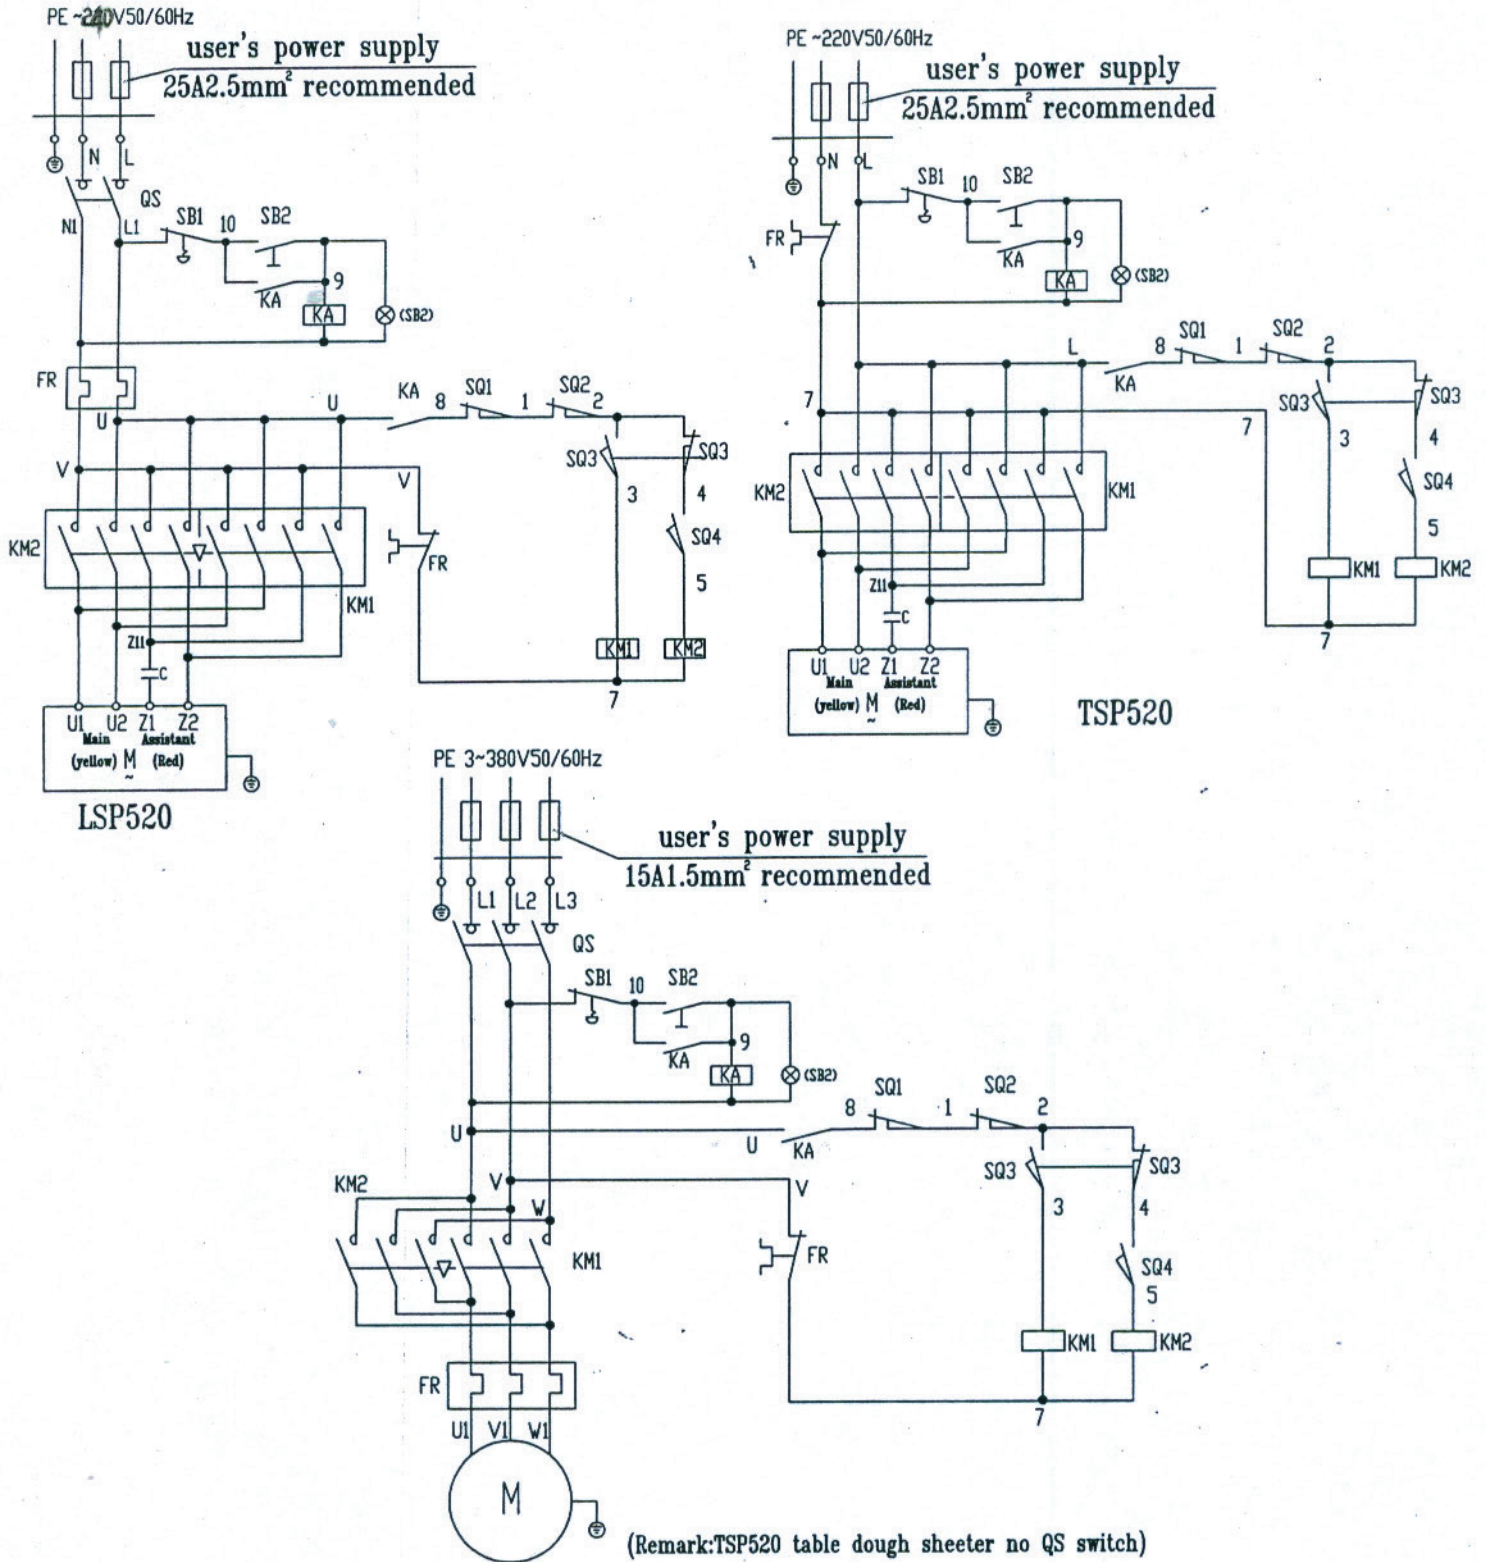 PE ~220V50/60Hz
user's power supply
25A2.5mm² recommended
N L
QS
N1 L1 SB1 10 SB2
KA 9
KA (SB2)
FR
U U KA 8 SQ1 1 SQ2 2
SQ3 SQ3
V V 3 4
KM2 FR SQ4
KM1 5
Z11
C
KM1 KM2
7
U1 U2 Z1 Z2
Main Assistant
(yellow) M (Red)
~
LSP520
PE ~220V50/60Hz
user's power supply
25A2.5mm² recommended
N L
SB1 10 SB2
FR KA 9
KA (SB2)
L KA 8 SQ1 1 SQ2 2
SQ3 SQ3
7 7 3 4
KM2 KM1 SQ4
5
Z11
C
KM1 KM2
7
U1 U2 Z1 Z2
Main Assistant
(yellow) M (Red)
~
TSP520
PE 3~380V50/60Hz
user's power supply
15A1.5mm² recommended
L1 L2 L3
QS
SB1 10 SB2
KA 9
KA (SB2)
U U KA 8 SQ1 1 SQ2 2
SQ3 SQ3
KM2 V W V 3 4
KM1 FR SQ4
5
KM1 KM2
FR
7
U1 V1 W1
M
(Remark:TSP520 table dough sheeter no QS switch)